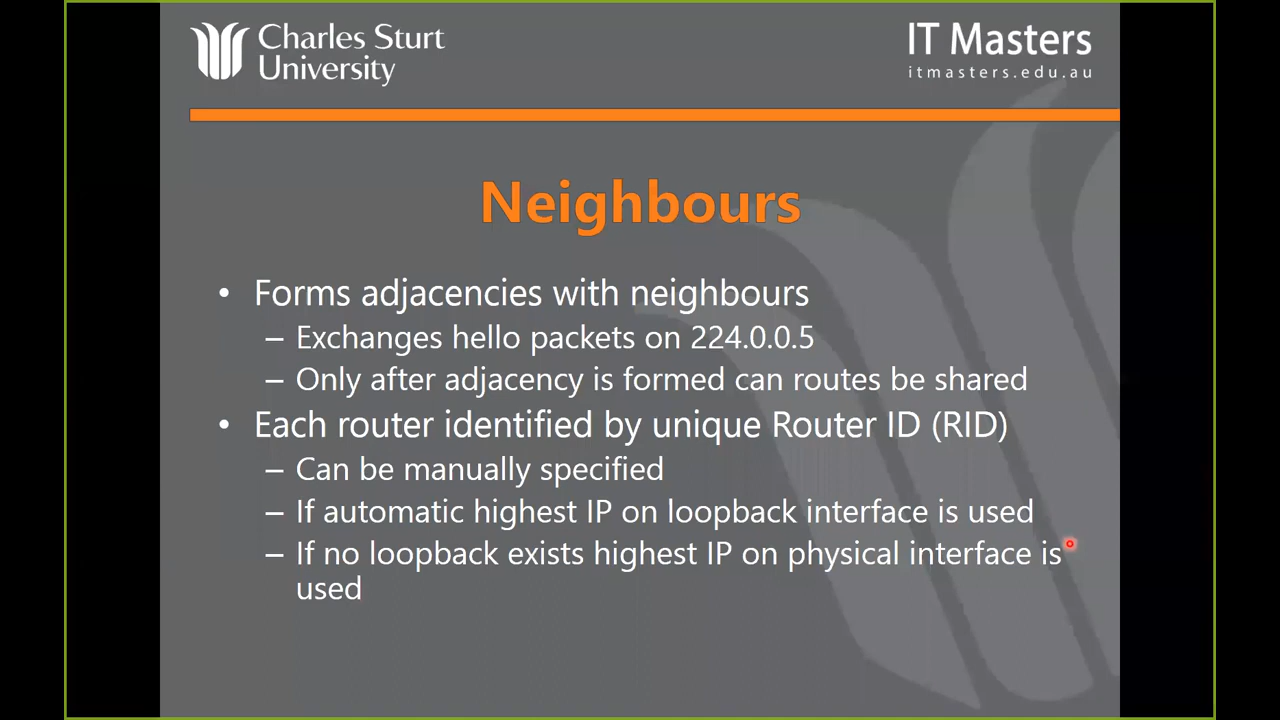 Charles Sturt
University
IT Masters
itmasters.edu.au
Neighbours
• Forms adjacencies with neighbours
– Exchanges hello packets on 224.0.0.5
– Only after adjacency is formed can routes be shared
• Each router identified by unique Router ID (RID)
– Can be manually specified
– If automatic highest IP on loopback interface is used
– If no loopback exists highest IP on physical interface is
used